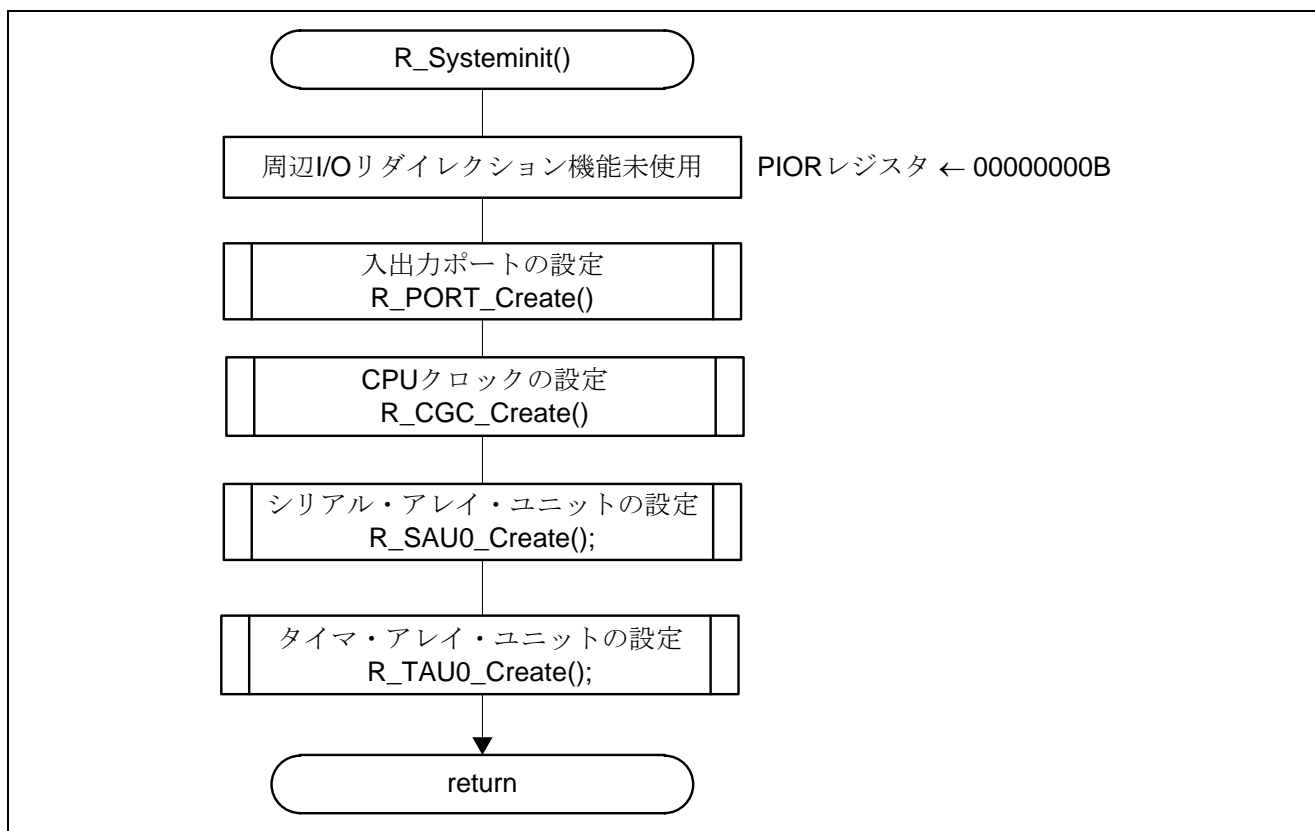 R_Systeminit()
周辺I/Oリダイレクション機能未使用
PIORレジスタ ← 00000000B
入出力ポートの設定
R_PORT_Create()
CPUクロックの設定
R_CGC_Create()
シリアル・アレイ・ユニットの設定
R_SAU0_Create();
タイマ・アレイ・ユニットの設定
R_TAU0_Create();
return